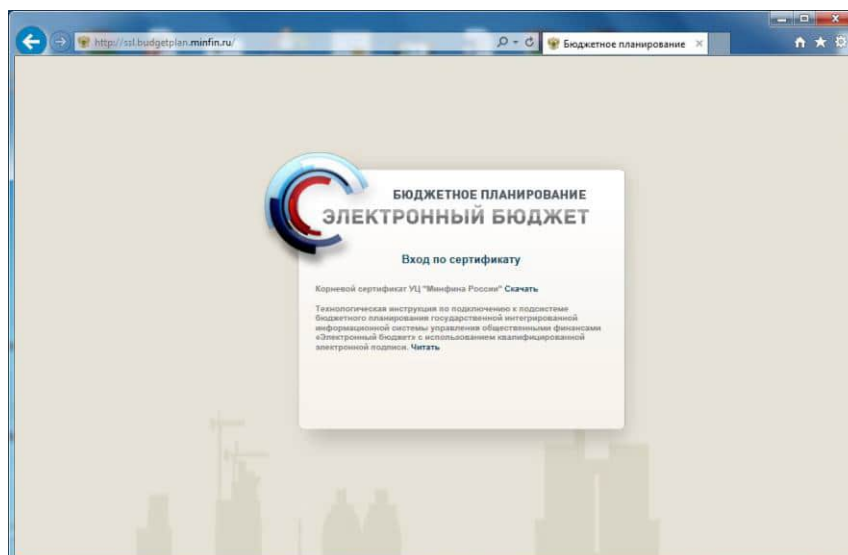 http://ssl.budgetplan.minfin.ru/
Бюджетное планирование
БЮДЖЕТНОЕ ПЛАНИРОВАНИЕ
ЭЛЕКТРОННЫЙ БЮДЖЕТ
Вход по сертификату
Корневой сертификат УЦ "Минфина России" Скачать
Технологическая инструкция по подключению к подсистеме
бюджетного планирования государственной интегрированной
информационной системы управления общественными финансами
«Электронный бюджет» с использованием квалифицированной
электронной подписи. Читать